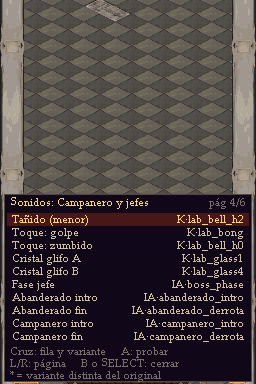 Sonidos: Campanero y jefes pág 4/6
Tañido (menor) K·lab_bell_h2
Toque: golpe K·lab_bong
Toque: zumbido K·lab_bell_h0
Cristal glifo A K·lab_glass1
Cristal glifo B K·lab_glass4
Fase jefe IA·boss_phase
Abanderado intro IA·abanderado_intro
Abanderado fin IA·abanderado_derrota
Campanero intro IA·campanero_intro
Campanero fin IA·campanero_derrota
Cruz: fila y variante A: probar
L/R: página B o SELECT: cerrar
* = variante distinta del original